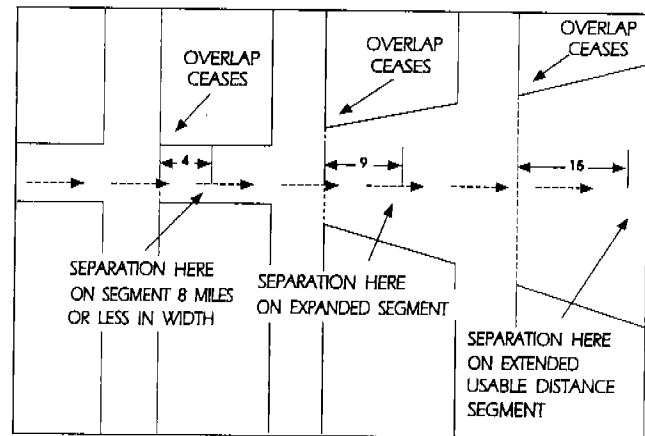 OVERLAP
CEASES
OVERLAP
CEASES
OVERLAP
CEASES
4
9
15
SEPARATION HERE
ON SEGMENT 8 MILES
OR LESS IN WIDTH
SEPARATION HERE
ON EXPANDED SEGMENT
SEPARATION HERE
ON EXTENDED
USABLE DISTANCE
SEGMENT